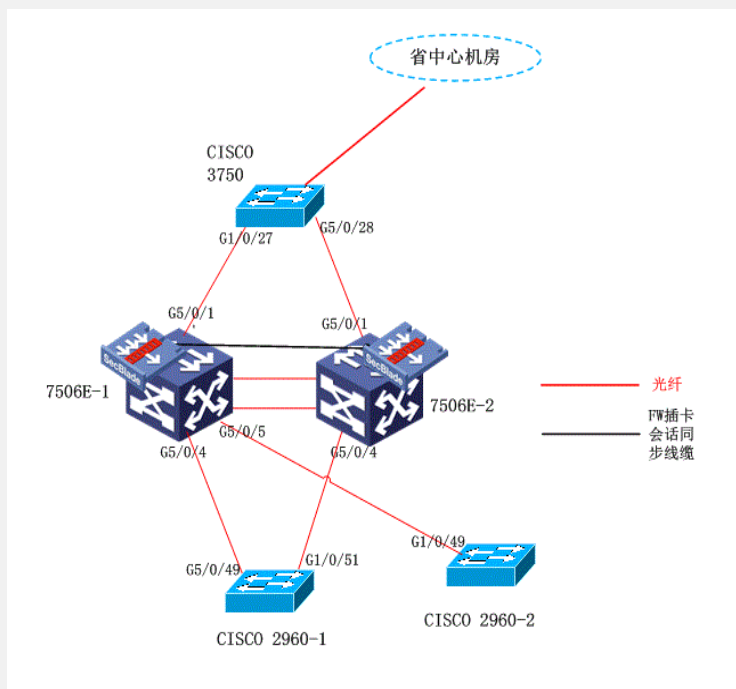 省中心机房
CISCO
3750
G1/0/27
G5/0/28
G5/0/1
G5/0/1
SecBlade
SecBlade
7506E-1
7506E-2
光纤
FW插卡
会话同
步线缆
G5/0/5
G5/0/4
G5/0/4
G1/0/49
G5/0/49
G1/0/51
CISCO 2960-2
CISCO 2960-1